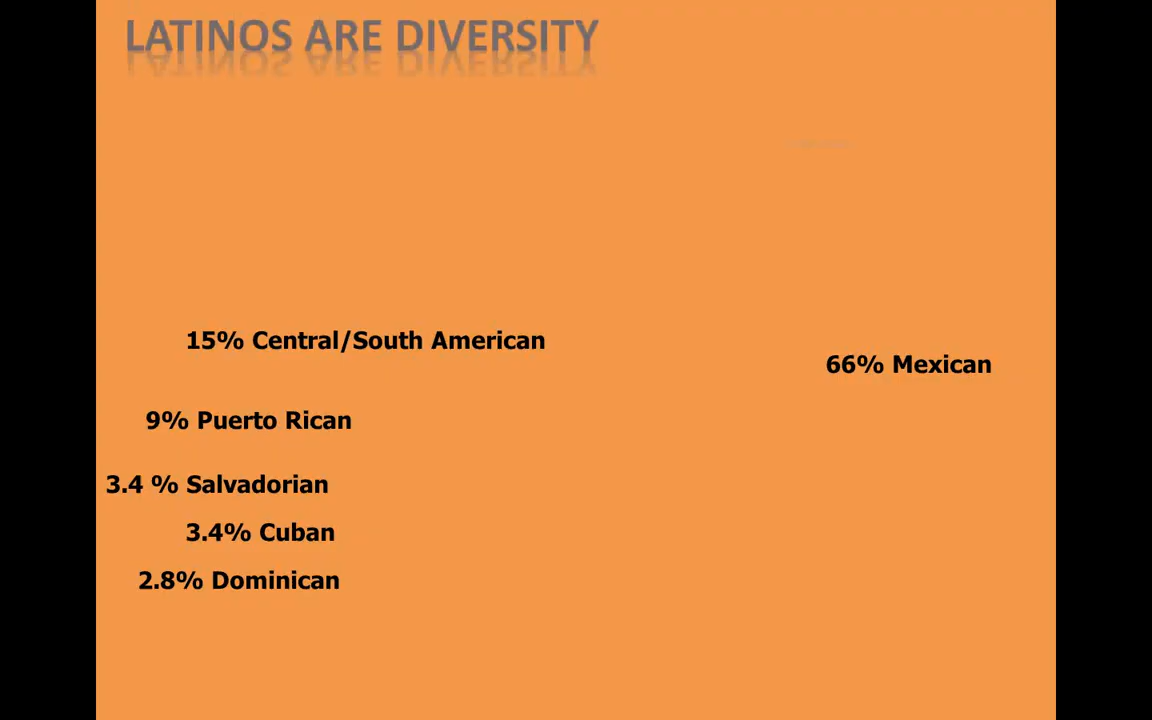 LATINOS ARE DIVERSITY
15% Central/South American
66% Mexican
9% Puerto Rican
3.4 % Salvadorian
3.4% Cuban
2.8% Dominican